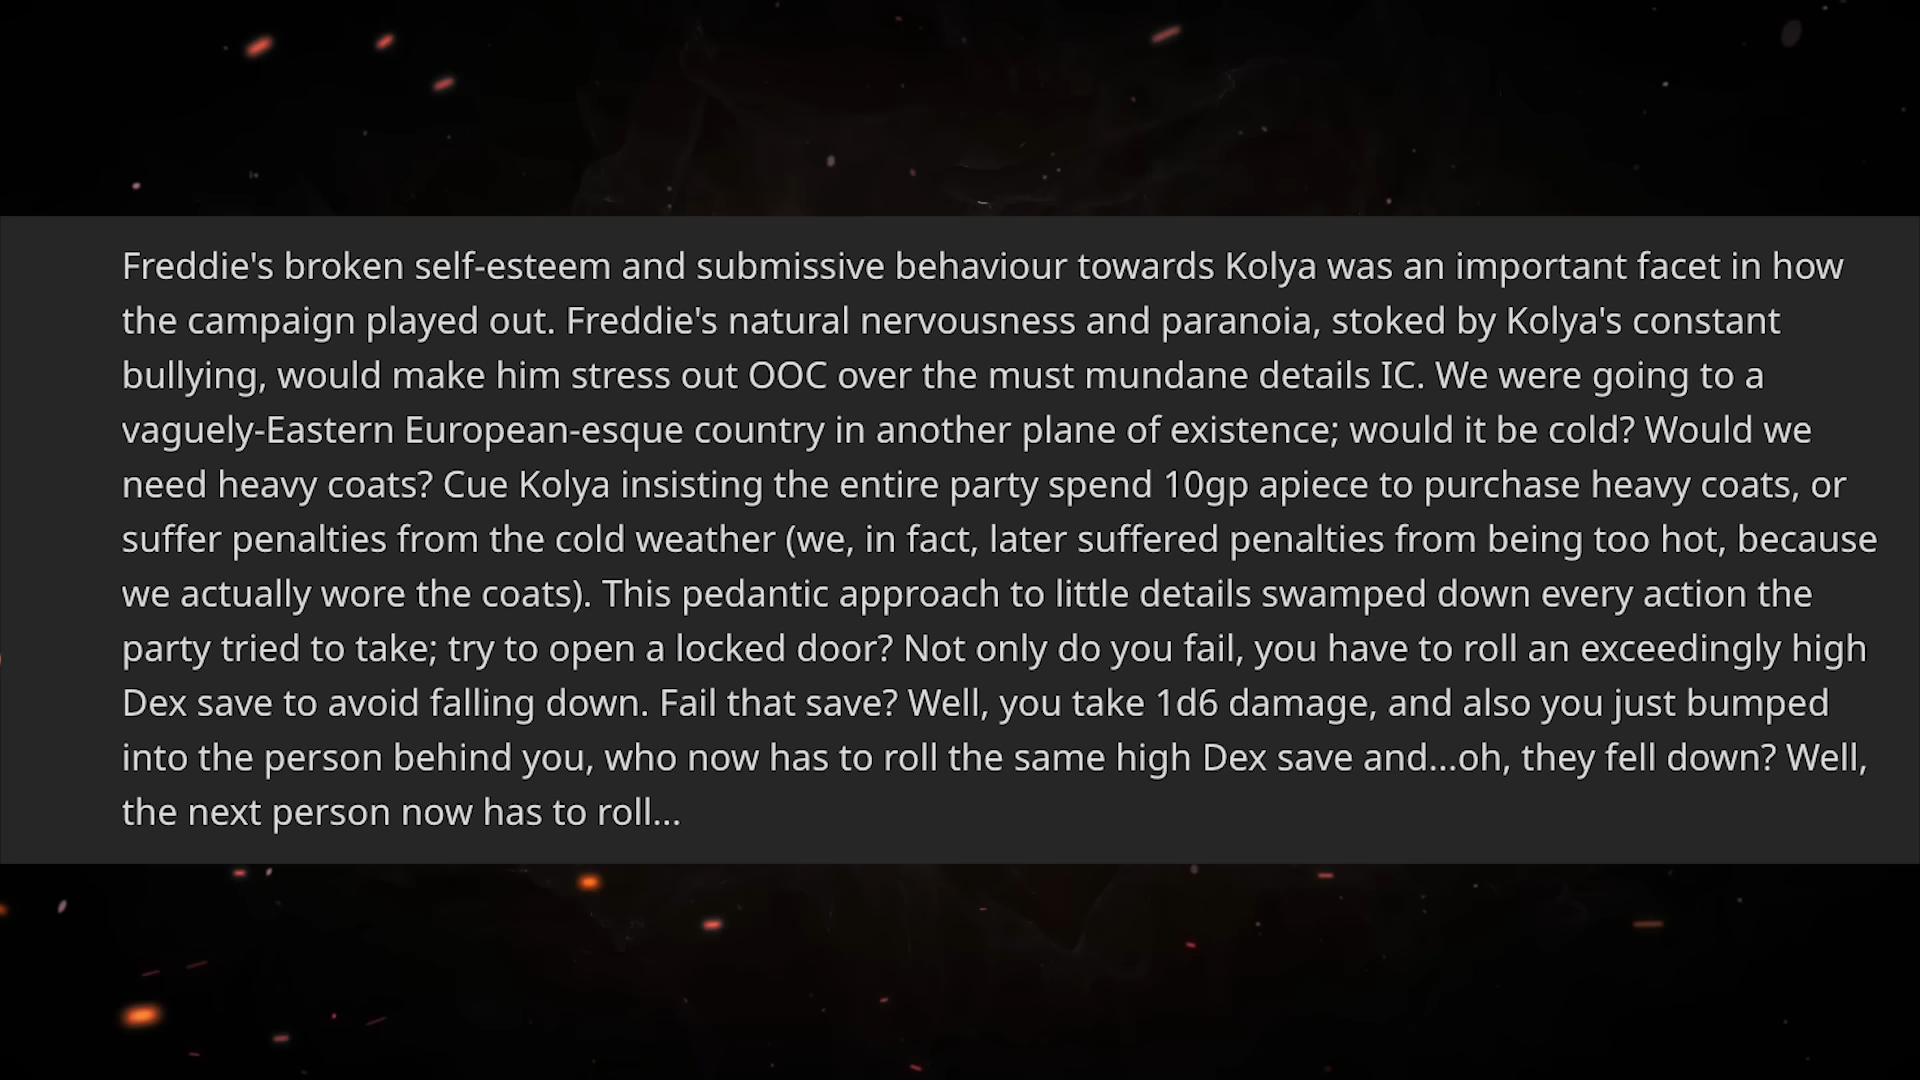 Freddie's broken self-esteem and submissive behaviour towards Kolya was an important facet in how
the campaign played out. Freddie's natural nervousness and paranoia, stoked by Kolya's constant
bullying, would make him stress out OOC over the must mundane details IC. We were going to a
vaguely-Eastern European-esque country in another plane of existence; would it be cold? Would we
need heavy coats? Cue Kolya insisting the entire party spend 10gp apiece to purchase heavy coats, or
suffer penalties from the cold weather (we, in fact, later suffered penalties from being too hot, because
we actually wore the coats). This pedantic approach to little details swamped down every action the
party tried to take; try to open a locked door? Not only do you fail, you have to roll an exceedingly high
Dex save to avoid falling down. Fail that save? Well, you take 1d6 damage, and also you just bumped
into the person behind you, who now has to roll the same high Dex save and...oh, they fell down? Well,
the next person now has to roll...